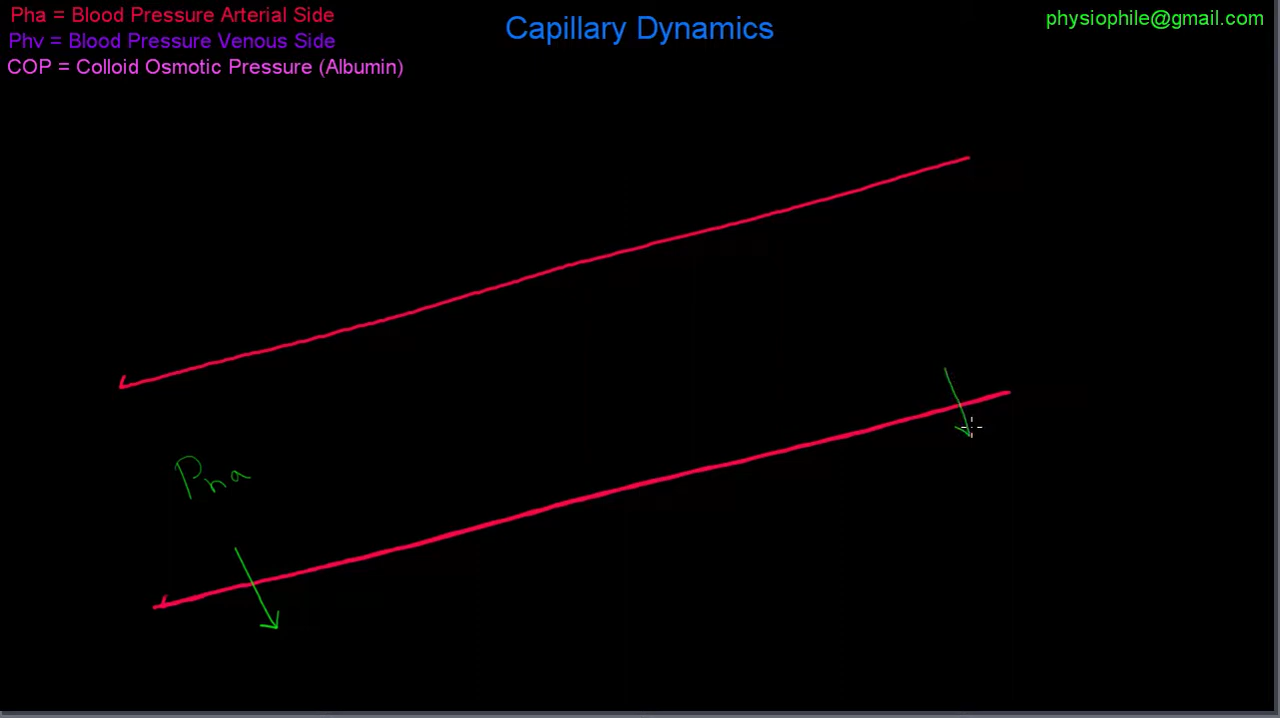 Pha = Blood Pressure Arterial Side
Phv = Blood Pressure Venous Side
COP = Colloid Osmotic Pressure (Albumin)
Capillary Dynamics
physiophile@gmail.com
Pha